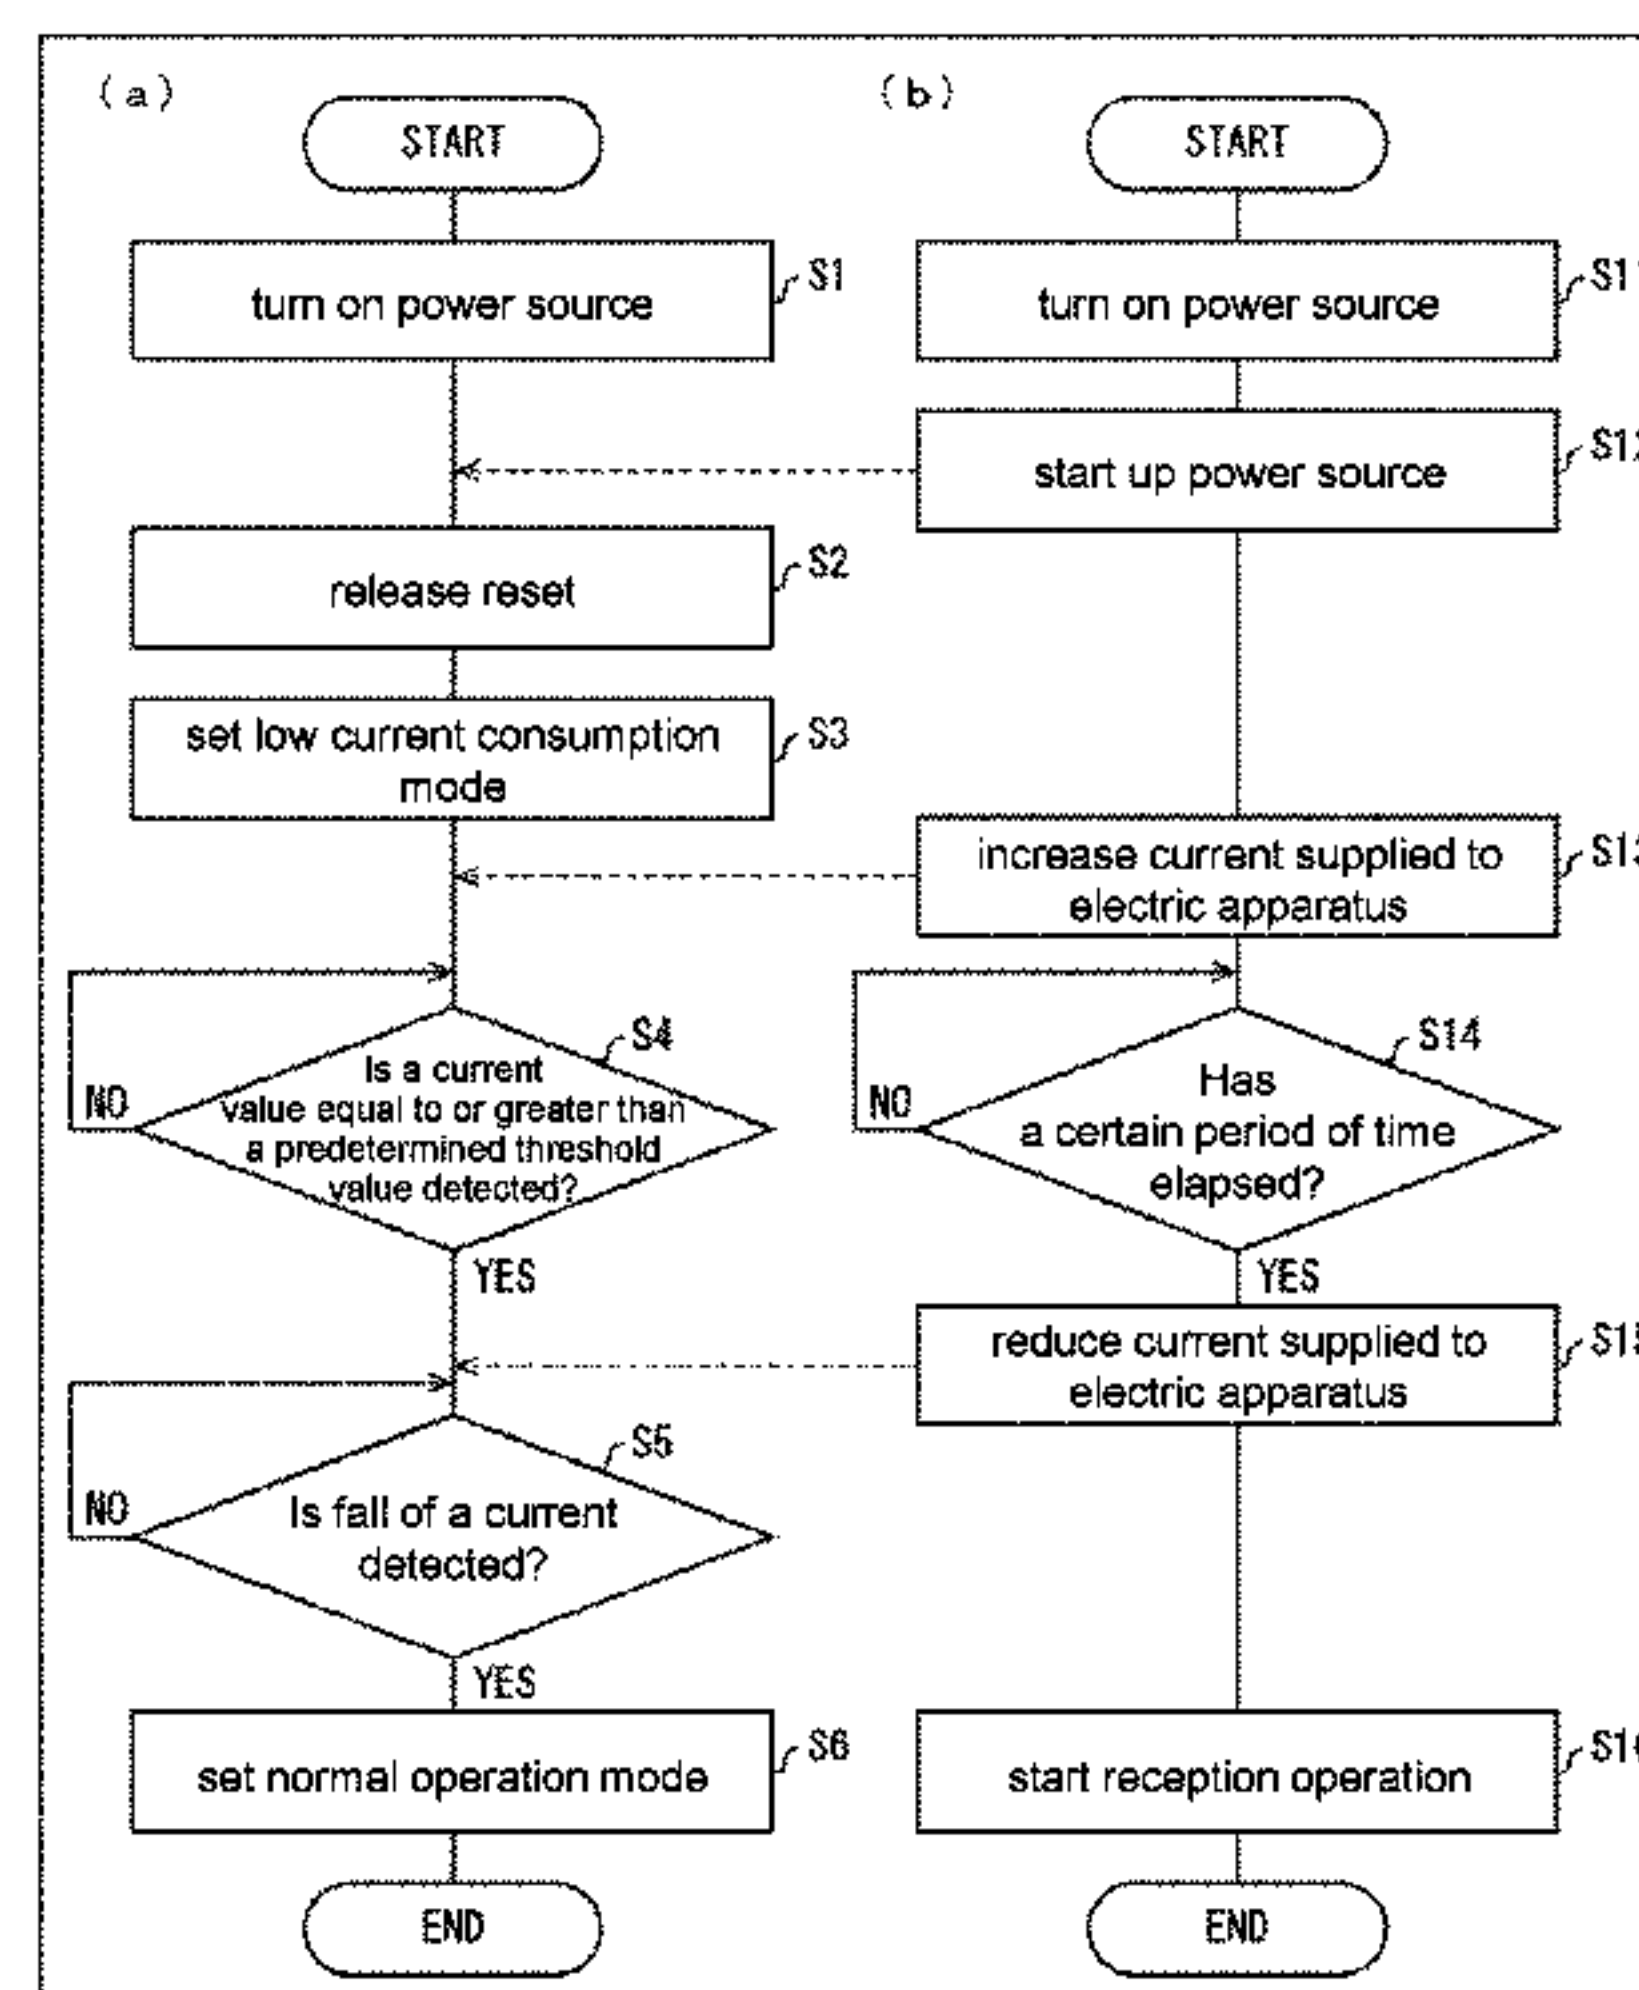 (a)
START
turn on power source
S1
release reset
S2
set low current consumption
mode
S3
S4
Is a current
value equal to or greater than
a predetermined threshold
value detected?
NO
YES
S5
Is fall of a current
detected?
NO
YES
set normal operation mode
S6
END
(b)
START
turn on power source
start up power source
increase current supplied to
electric apparatus
S14
Has
a certain period of time
elapsed?
NO
YES
reduce current supplied to
electric apparatus
start reception operation
END